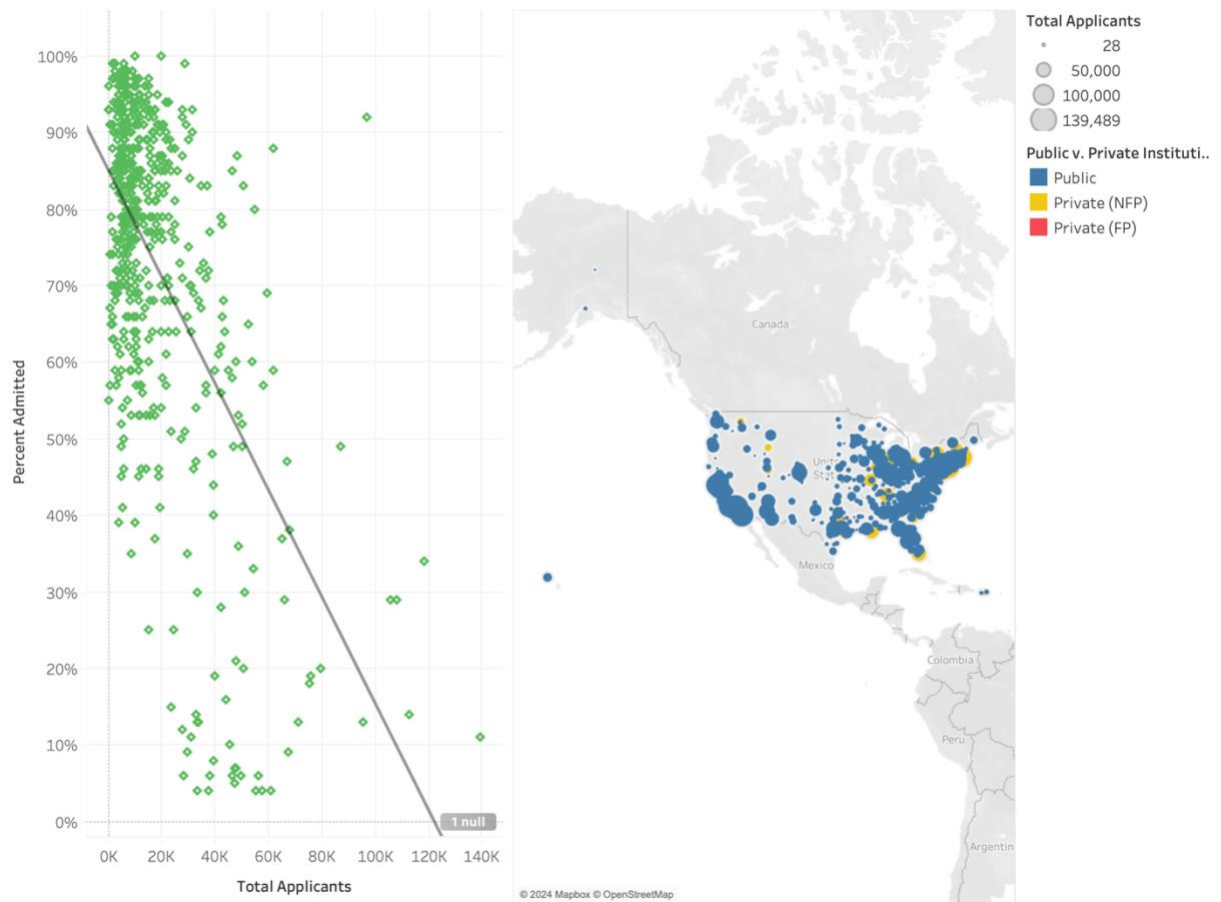 100%
90%
80%
70%
60%
50%
40%
30%
20%
10%
0%
Percent Admitted
1 null
0K 20K 40K 60K 80K 100K 120K 140K
Total Applicants
Canada
United
States
Mexico
Colombia
Peru
Argentin
© 2024 Mapbox © OpenStreetMap
Total Applicants
28
50,000
100,000
139,489
Public v. Private Instituti..
Public
Private (NFP)
Private (FP)